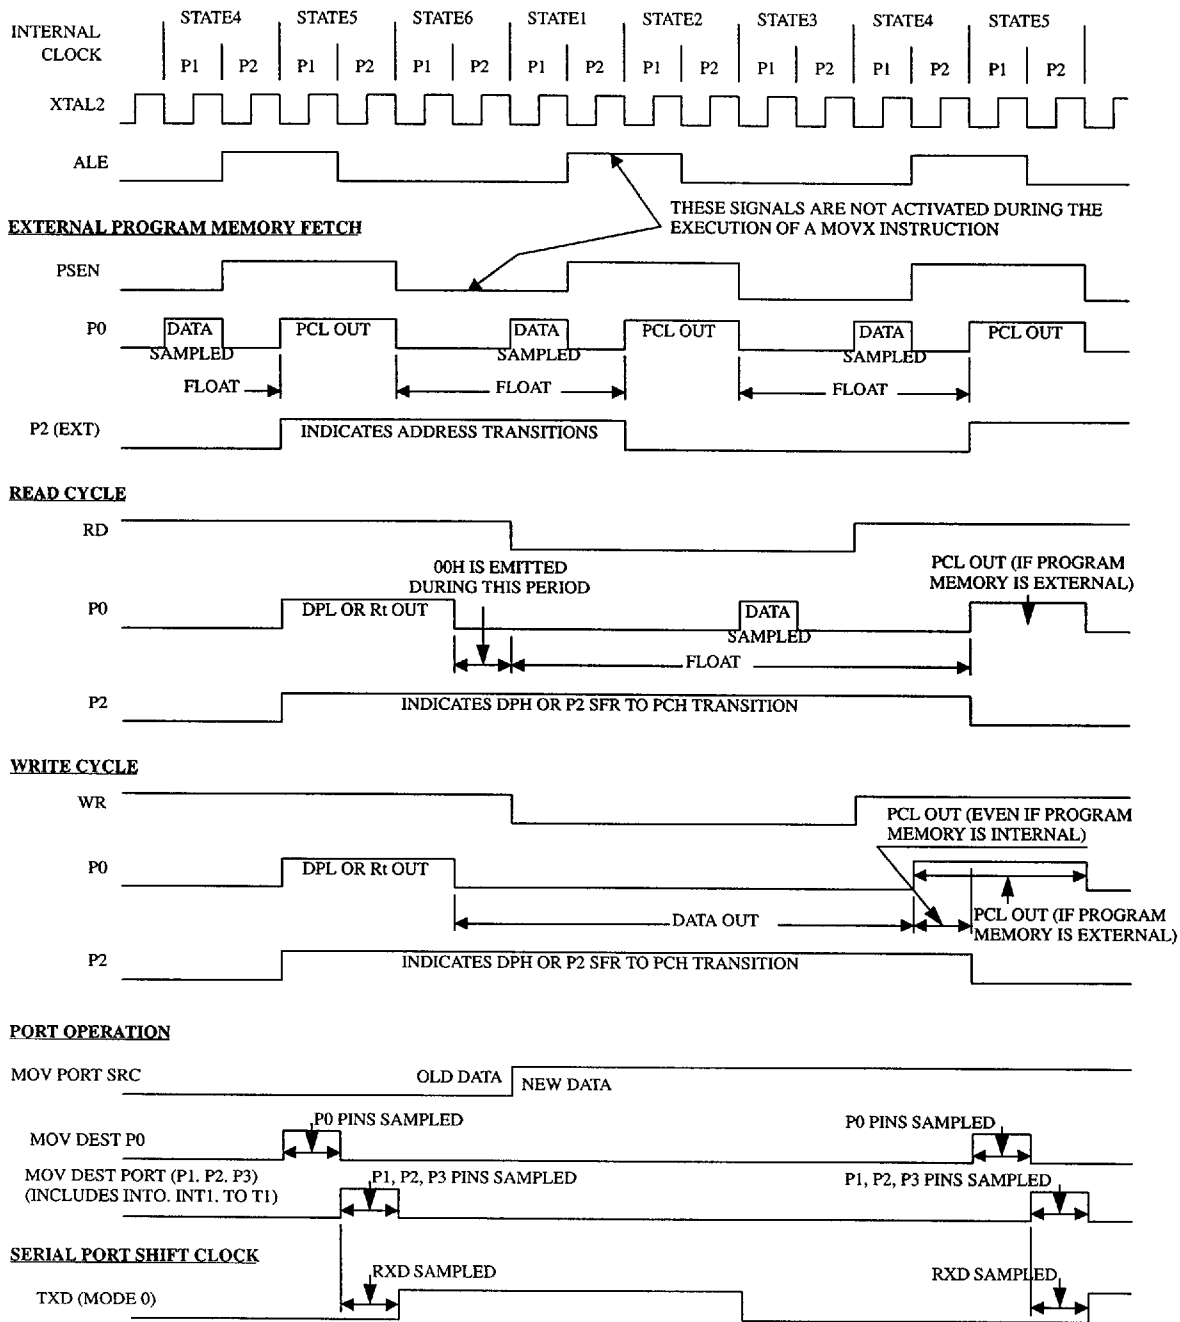 STATE4 STATE5 STATE6 STATE1 STATE2 STATE3 STATE4 STATE5
INTERNAL
CLOCK
P1 P2 P1 P2 P1 P2 P1 P2 P1 P2 P1 P2 P1 P2 P1 P2
XTAL2
ALE
THESE SIGNALS ARE NOT ACTIVATED DURING THE
EXECUTION OF A MOVX INSTRUCTION
EXTERNAL PROGRAM MEMORY FETCH
PSEN
P0 DATA PCL OUT DATA PCL OUT DATA PCL OUT
SAMPLED SAMPLED SAMPLED
FLOAT FLOAT FLOAT
P2 (EXT) INDICATES ADDRESS TRANSITIONS
READ CYCLE
RD
00H IS EMITTED
DURING THIS PERIOD
PCL OUT (IF PROGRAM
MEMORY IS EXTERNAL)
P0 DPL OR Rt OUT DATA
SAMPLED
FLOAT
P2 INDICATES DPH OR P2 SFR TO PCH TRANSITION
WRITE CYCLE
WR
PCL OUT (EVEN IF PROGRAM
MEMORY IS INTERNAL)
P0 DPL OR Rt OUT
DATA OUT
PCL OUT (IF PROGRAM
MEMORY IS EXTERNAL)
P2 INDICATES DPH OR P2 SFR TO PCH TRANSITION
PORT OPERATION
MOV PORT SRC OLD DATA NEW DATA
P0 PINS SAMPLED P0 PINS SAMPLED
MOV DEST P0
MOV DEST PORT (P1. P2. P3) P1, P2, P3 PINS SAMPLED P1, P2, P3 PINS SAMPLED
(INCLUDES INTO. INT1. TO T1)
SERIAL PORT SHIFT CLOCK
RXD SAMPLED RXD SAMPLED
TXD (MODE 0)